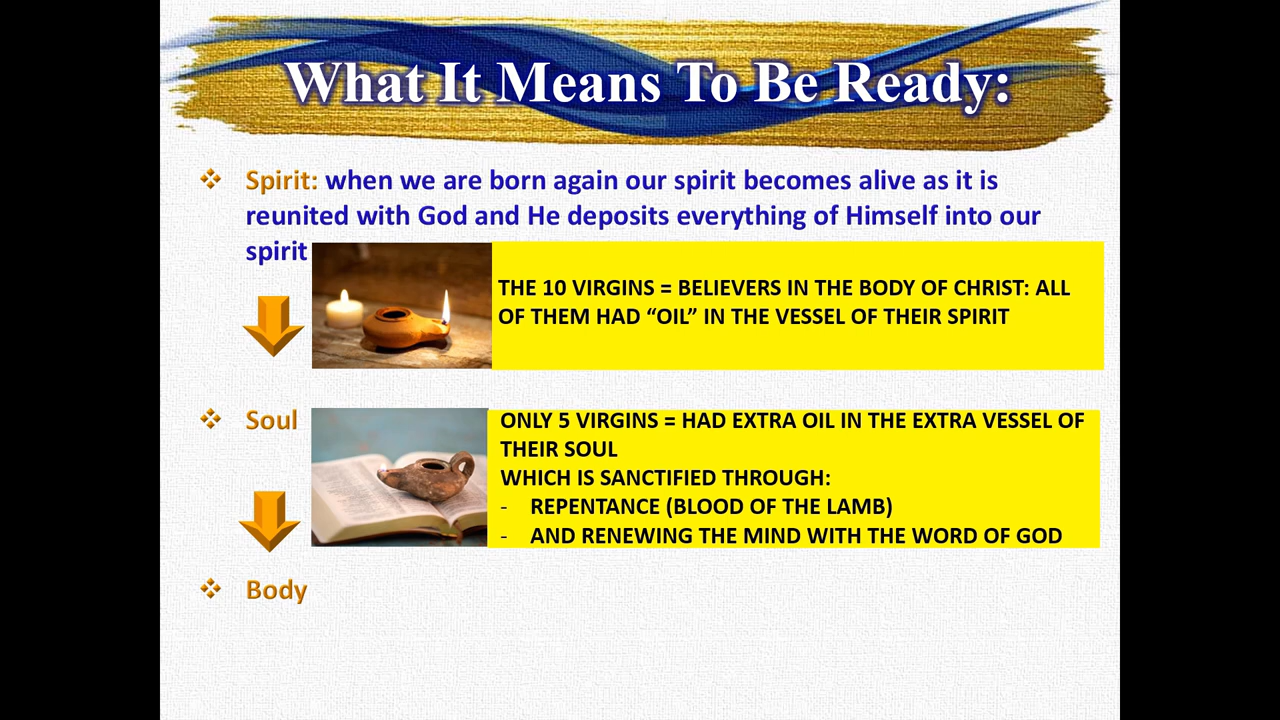 What It Means To Be Ready:
Spirit: when we are born again our spirit becomes alive as it is
reunited with God and He deposits everything of Himself into our
spirit
THE 10 VIRGINS = BELIEVERS IN THE BODY OF CHRIST: ALL
OF THEM HAD “OIL” IN THE VESSEL OF THEIR SPIRIT
Soul
ONLY 5 VIRGINS = HAD EXTRA OIL IN THE EXTRA VESSEL OF
THEIR SOUL
WHICH IS SANCTIFIED THROUGH:
- REPENTANCE (BLOOD OF THE LAMB)
- AND RENEWING THE MIND WITH THE WORD OF GOD
Body